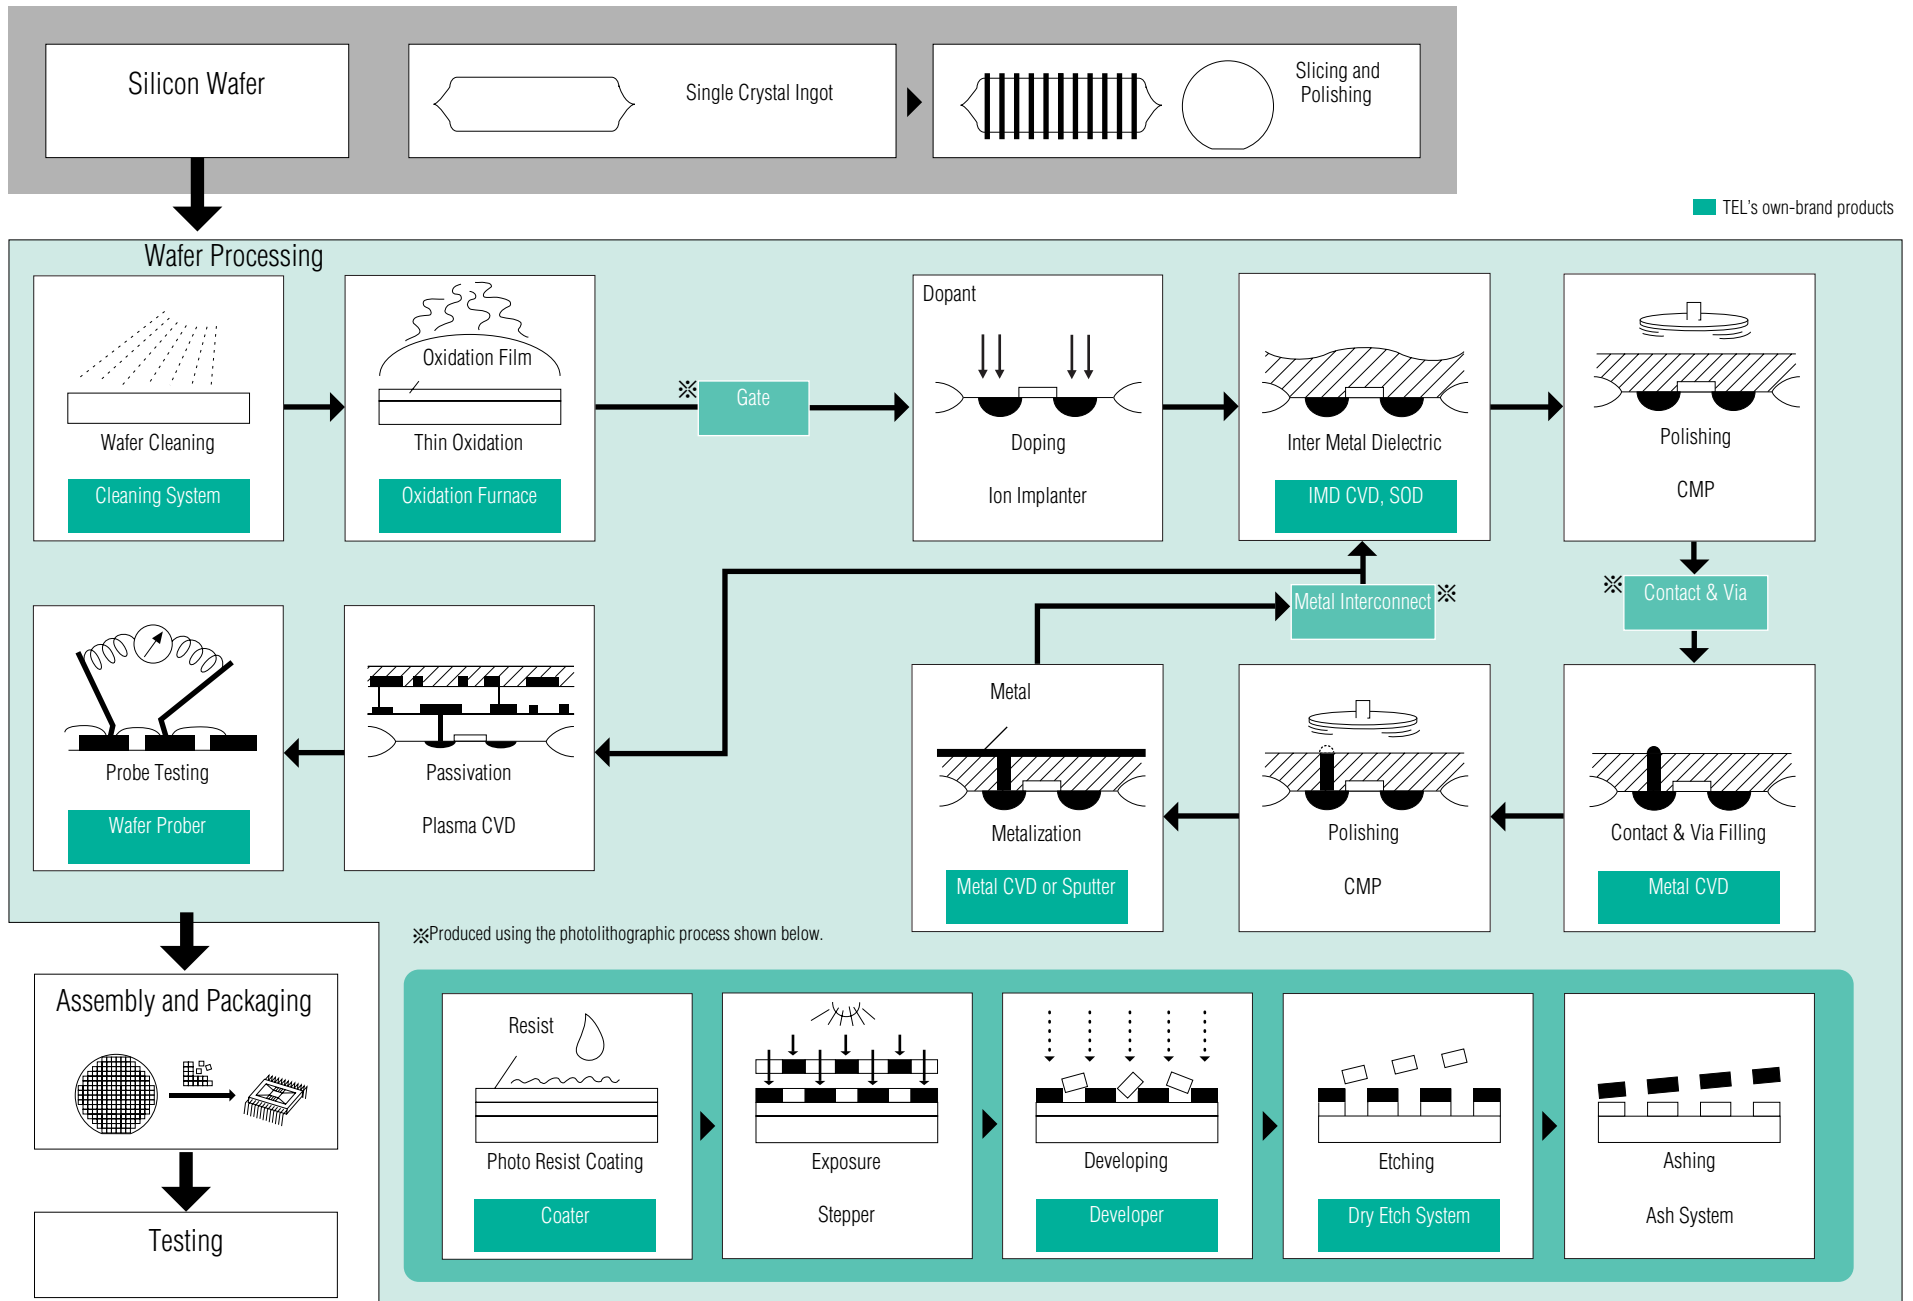 Silicon Wafer
Single Crystal Ingot
Slicing and
Polishing
TEL's own-brand products
Wafer Processing
Wafer Cleaning
Cleaning System
Oxidation Film
Thin Oxidation
Oxidation Furnace
※
Gate
Dopant
Doping
Ion Implanter
Inter Metal Dielectric
IMD CVD, SOD
Polishing
CMP
※
Contact & Via
Metal Interconnect ※
Probe Testing
Wafer Prober
Passivation
Plasma CVD
Metal
Metalization
Metal CVD or Sputter
Polishing
CMP
Contact & Via Filling
Metal CVD
※Produced using the photolithographic process shown below.
Assembly and Packaging
Testing
Resist
Photo Resist Coating
Coater
Exposure
Stepper
Developing
Developer
Etching
Dry Etch System
Ashing
Ash System